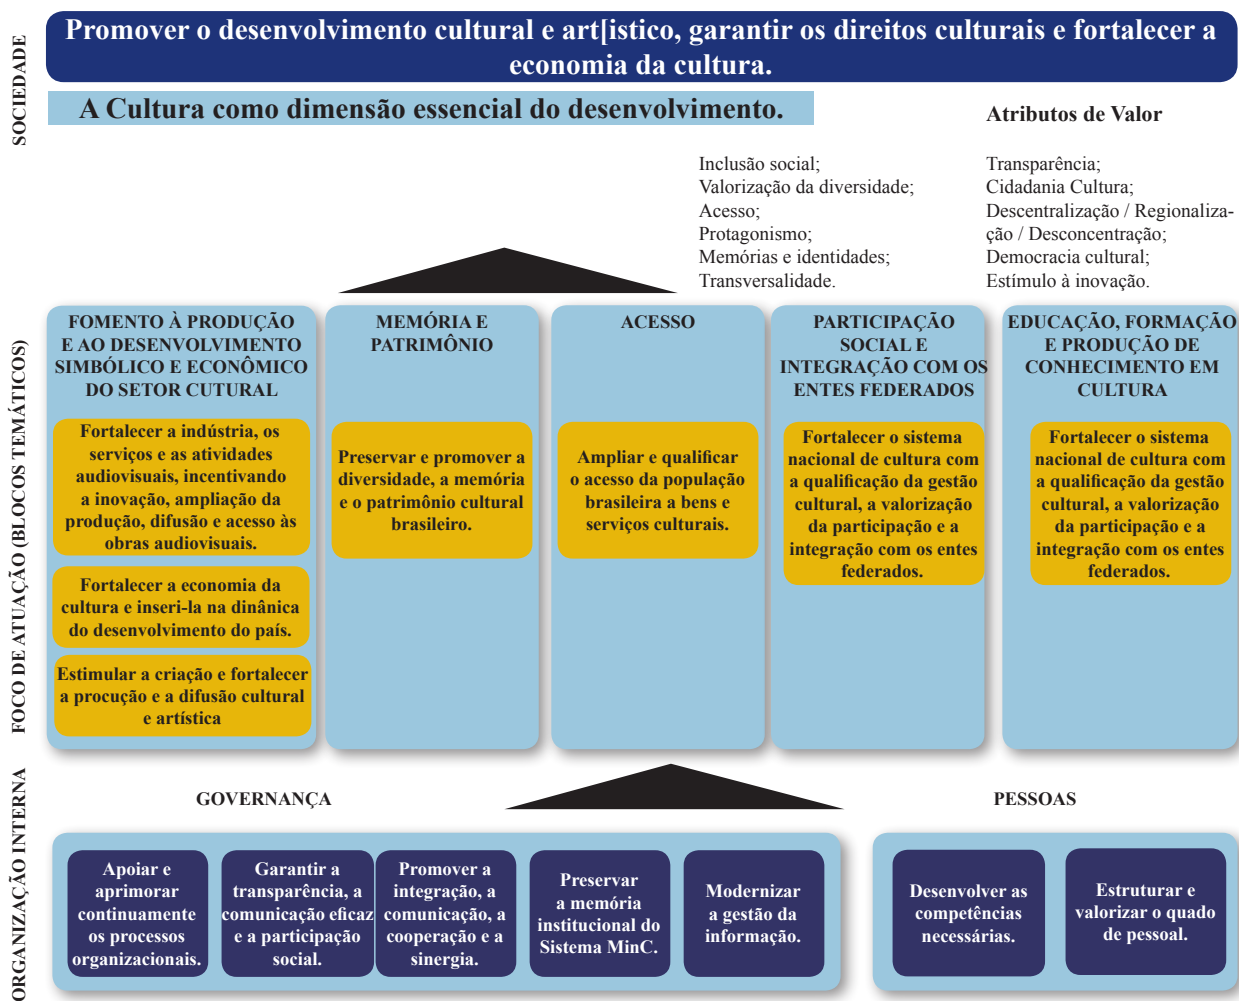 SOCIEDADE
Promover o desenvolvimento cultural e art[istico, garantir os direitos culturais e fortalecer a
economia da cultura.
A Cultura como dimensão essencial do desenvolvimento.
Atributos de Valor
Inclusão social;
Valorização da diversidade;
Acesso;
Protagonismo;
Memórias e identidades;
Transversalidade.
Transparência;
Cidadania Cultura;
Descentralização / Regionaliza-
ção / Desconcentração;
Democracia cultural;
Estímulo à inovação.
FOCO DE ATUAÇÃO (BLOCOS TEMÁTICOS)
FOMENTO À PRODUÇÃO
E AO DESENVOLVIMENTO
SIMBÓLICO E ECONÔMICO
DO SETOR CUTURAL
Fortalecer a indústria, os
serviços e as atividades
audiovisuais, incentivando
a inovação, ampliação da
produção, difusão e acesso às
obras audiovisuais.
Fortalecer a economia da
cultura e inseri-la na dinânica
do desenvolvimento do país.
Estimular a criação e fortalecer
a procução e a difusão cultural
e artística
MEMÓRIA E
PATRIMÔNIO
Preservar e promover a
diversidade, a memória
e o patrimônio cultural
brasileiro.
ACESSO
Ampliar e qualificar
o acesso da população
brasileira a bens e
serviços culturais.
PARTICIPAÇÃO
SOCIAL E
INTEGRAÇÃO COM OS
ENTES FEDERADOS
Fortalecer o sistema
nacional de cultura com
a qualificação da gestão
cultural, a valorização
da participação e a
integração com os entes
federados.
EDUCAÇÃO, FORMAÇÃO
E PRODUÇÃO DE
CONHECIMENTO EM
CULTURA
Fortalecer o sistema
nacional de cultura com
a qualificação da gestão
cultural, a valorização
da participação e a
integração com os entes
federados.
ORGANIZAÇÃO INTERNA
GOVERNANÇA
Apoiar e
aprimorar
continuamente
os processos
organizacionais.
Garantir a
transparência, a
comunicação eficaz
e a participação
social.
Promover a
integração, a
comunicação, a
cooperação e a
sinergia.
Preservar
a memória
institucional do
Sistema MinC.
Modernizar
a gestão da
informação.
PESSOAS
Desenvolver as
competências
necessárias.
Estruturar e
valorizar o quado
de pessoal.